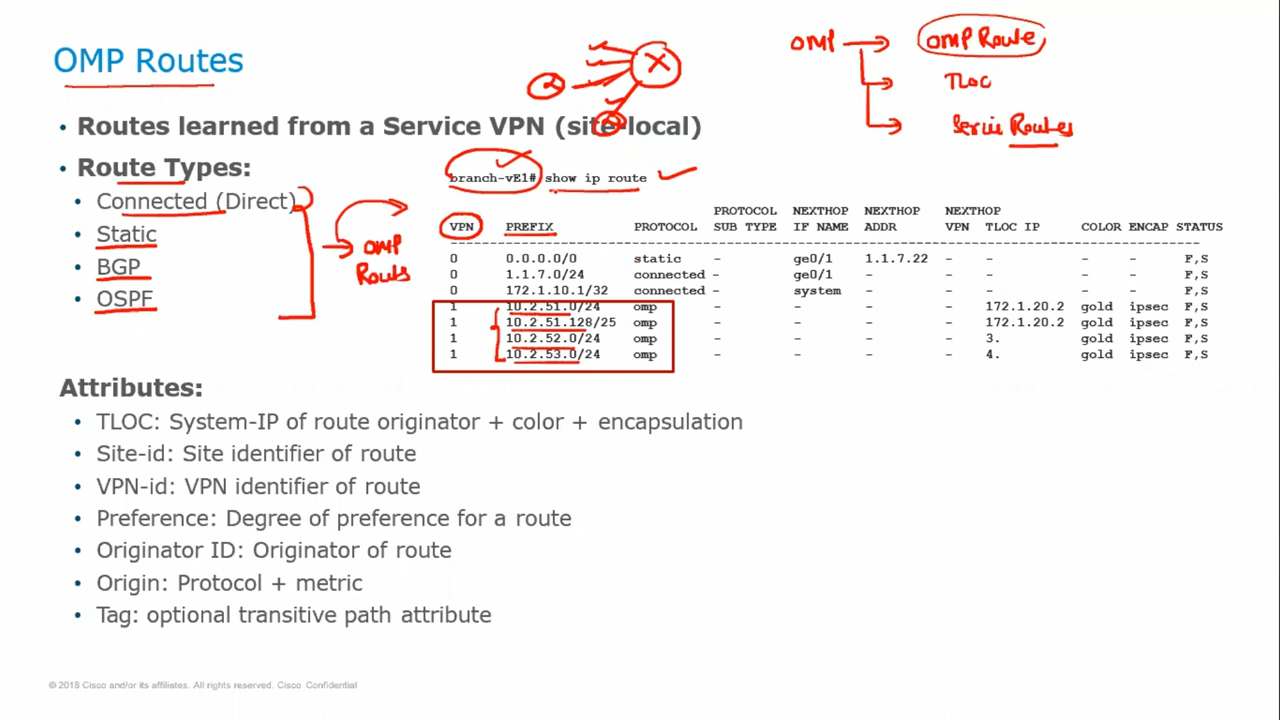 OMP Routes
OMP → OMP Route
→ TLOC
→ Servic Routes
• Routes learned from a Service VPN (site-local)
• Route Types:
• Connected (Direct)
• Static
• BGP
• OSPF
OMP
Routs
branch-vE1# show ip route
PROTOCOL NEXTHOP NEXTHOP NEXTHOP
VPN PREFIX PROTOCOL SUB TYPE IF NAME ADDR VPN TLOC IP COLOR ENCAP STATUS
0 0.0.0.0/0 static - ge0/1 1.1.7.22 - - - - F,S
0 1.1.7.0/24 connected - ge0/1 - - - - - F,S
0 172.1.10.1/32 connected - system - - - - - F,S
1 10.2.51.0/24 omp - - - - 172.1.20.2 gold ipsec F,S
1 10.2.51.128/25 omp - - - - 172.1.20.2 gold ipsec F,S
1 10.2.52.0/24 omp - - - - 3. gold ipsec F,S
1 10.2.53.0/24 omp - - - - 4. gold ipsec F,S
Attributes:
• TLOC: System-IP of route originator + color + encapsulation
• Site-id: Site identifier of route
• VPN-id: VPN identifier of route
• Preference: Degree of preference for a route
• Originator ID: Originator of route
• Origin: Protocol + metric
• Tag: optional transitive path attribute
© 2018 Cisco and/or its affiliates. All rights reserved. Cisco Confidential